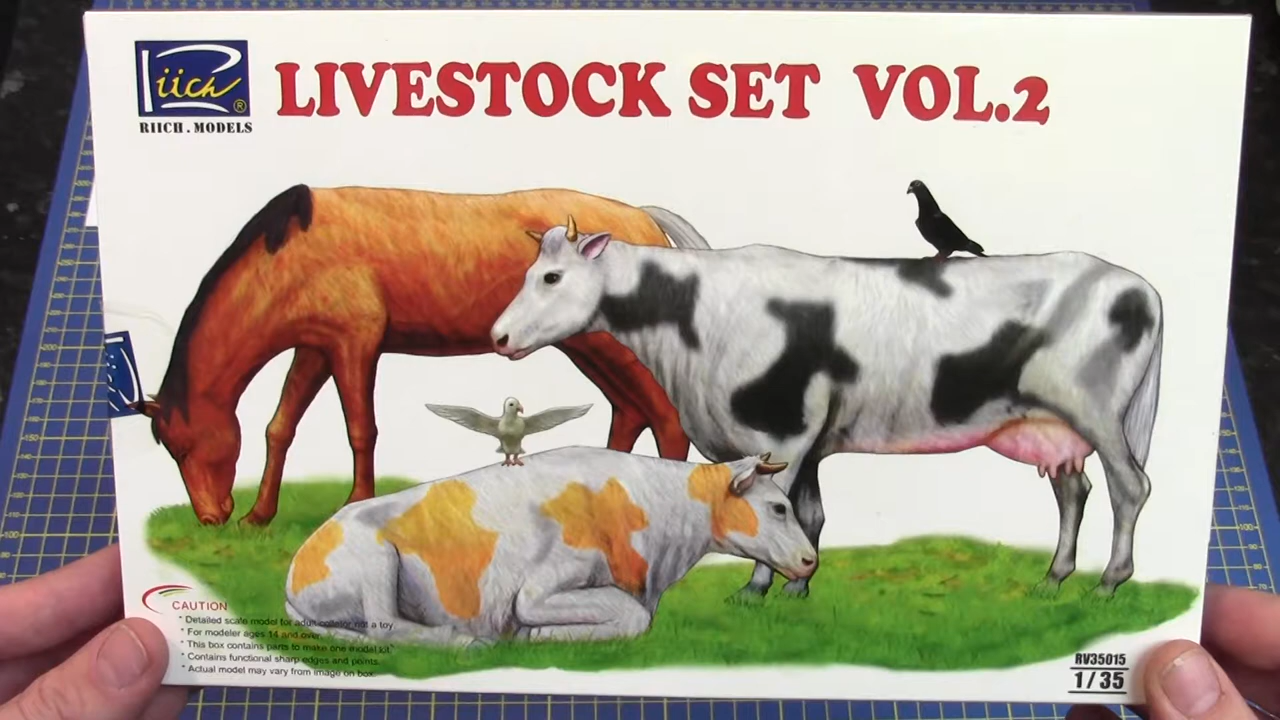 Riich®
RIICH.MODELS
LIVESTOCK SET VOL.2
CAUTION
* Detailed scale model for adult colletor not a toy
* For modeler ages 14 and over.
* This box contains parts to make one model kit
* Contains functional sharp edges and points.
* Actual model may vary from image on box.
RV35015
1/35